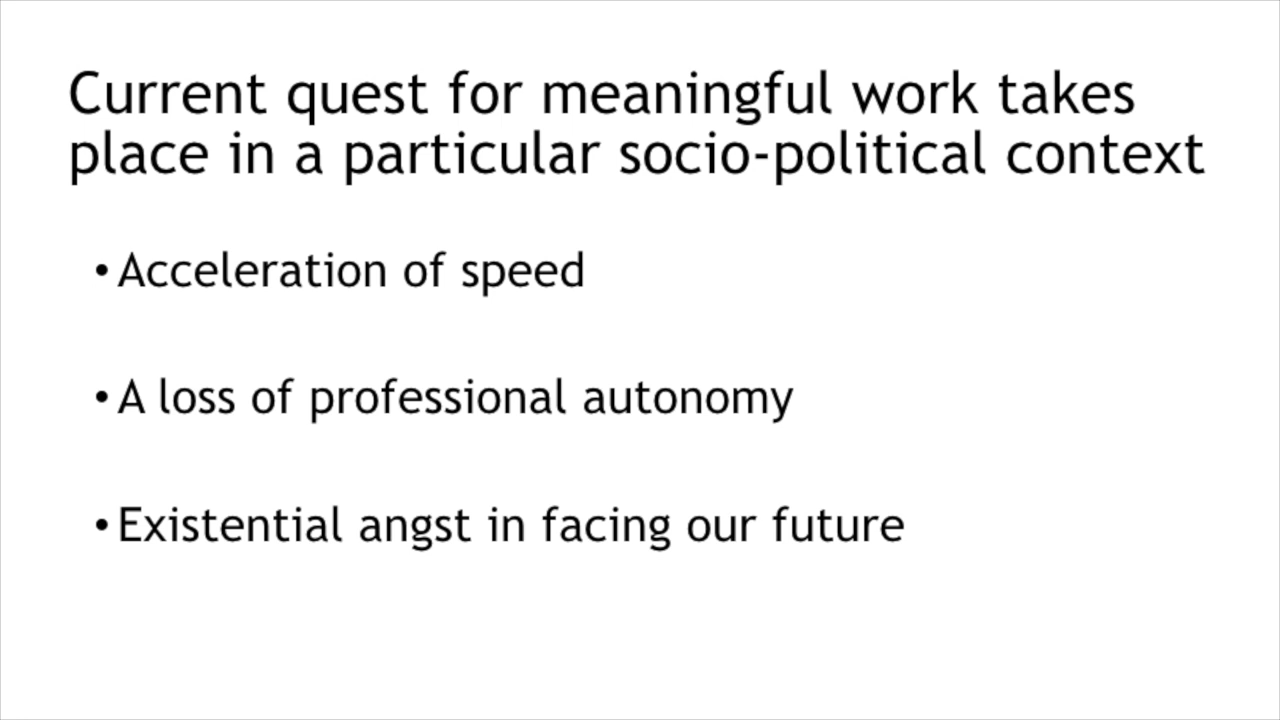 Current quest for meaningful work takes
place in a particular socio-political context
• Acceleration of speed
• A loss of professional autonomy
• Existential angst in facing our future